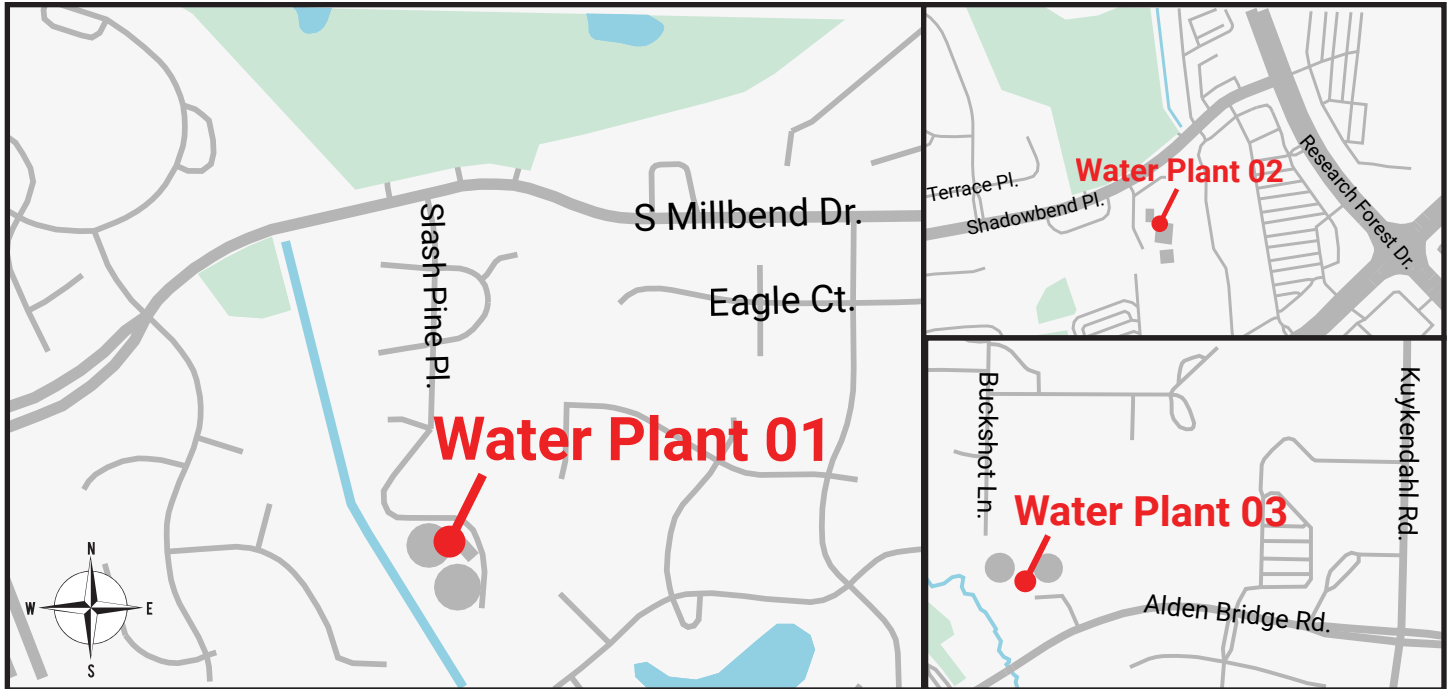 S Millbend Dr.
Slash Pine Pl.
Eagle Ct.
Water Plant 01
N
W
E
S
Water Plant 02
Terrace Pl.
Shadowbend Pl.
Research Forest Dr.
Buckshot Ln.
Kuykendahl Rd.
Water Plant 03
Alden Bridge Rd.